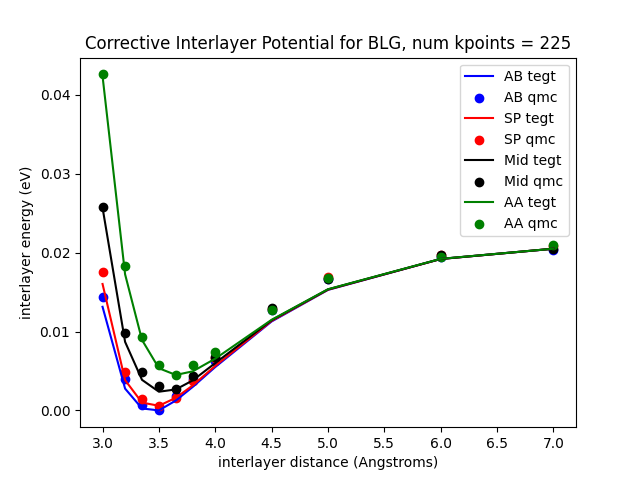 Corrective Interlayer Potential for BLG, num kpoints = 225
AB tegt
AB qmc
SP tegt
SP qmc
Mid tegt
Mid qmc
AA tegt
AA qmc
interlayer energy (eV)
0.04
0.03
0.02
0.01
0.00
3.0 3.5 4.0 4.5 5.0 5.5 6.0 6.5 7.0
interlayer distance (Angstroms)